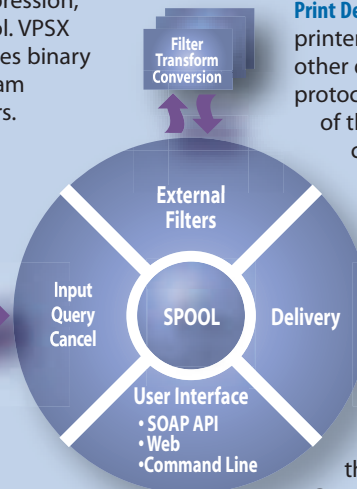 pression,
ol. VPSX
es binary
am
rs.
Filter
Transform
Conversion
Print De
printer
other
protoc
of th
External
Filters
Input
Query
Cancel
SPOOL
Delivery
User Interface
• SOAP API
• Web
•Command Line
th